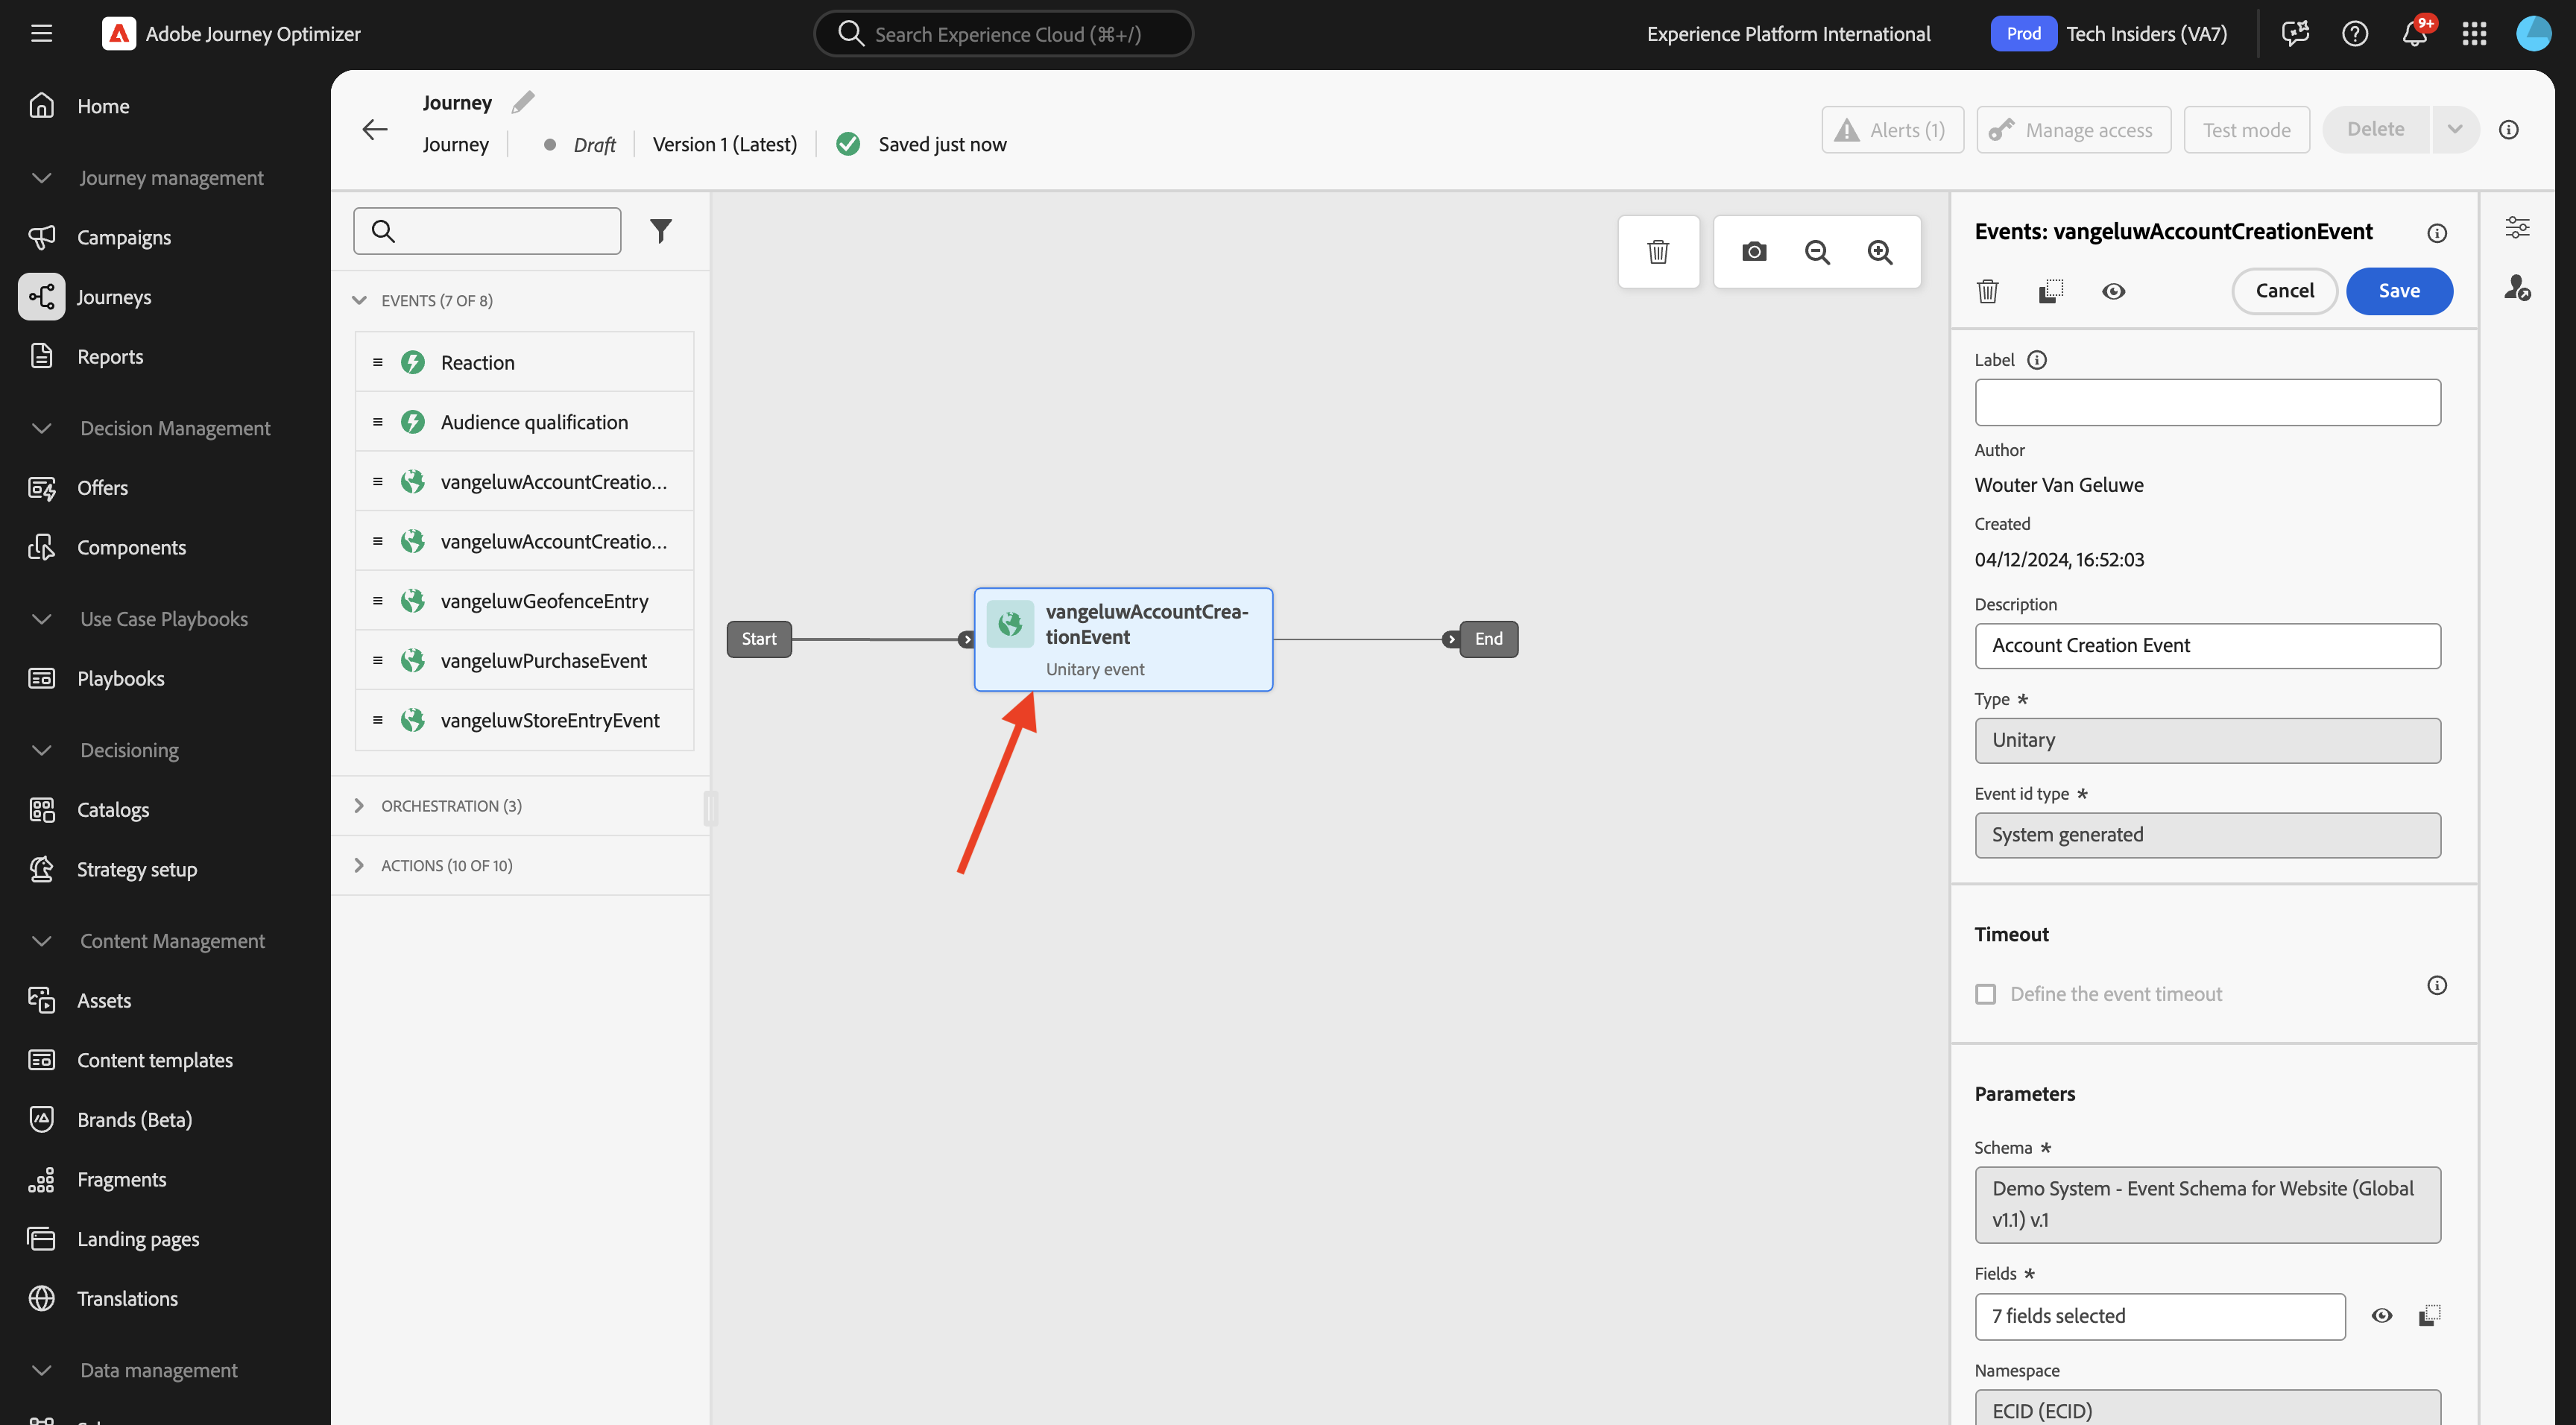 Adobe Journey Optimizer
Search Experience Cloud (⌘+/)
Experience Platform International
Prod
Tech Insiders (VA7)
9+
Home
Journey management
Campaigns
Journeys
Reports
Decision Management
Offers
Components
Use Case Playbooks
Playbooks
Decisioning
Catalogs
Strategy setup
Content Management
Assets
Content templates
Brands (Beta)
Fragments
Landing pages
Translations
Data management
Journey
Journey
Draft
Version 1 (Latest)
Saved just now
Alerts (1)
Manage access
Test mode
Delete
EVENTS (7 OF 8)
Reaction
Audience qualification
vangeluwAccountCreatio...
vangeluwAccountCreatio...
vangeluwGeofenceEntry
vangeluwPurchaseEvent
vangeluwStoreEntryEvent
ORCHESTRATION (3)
ACTIONS (10 OF 10)
Start
vangeluwAccountCrea-
tionEvent
Unitary event
End
Events: vangeluwAccountCreationEvent
Cancel
Save
Label
Author
Wouter Van Geluwe
Created
04/12/2024, 16:52:03
Description
Account Creation Event
Type *
Unitary
Event id type *
System generated
Timeout
Define the event timeout
Parameters
Schema *
Demo System - Event Schema for Website (Global
v1.1) v.1
Fields *
7 fields selected
Namespace
ECID (ECID)